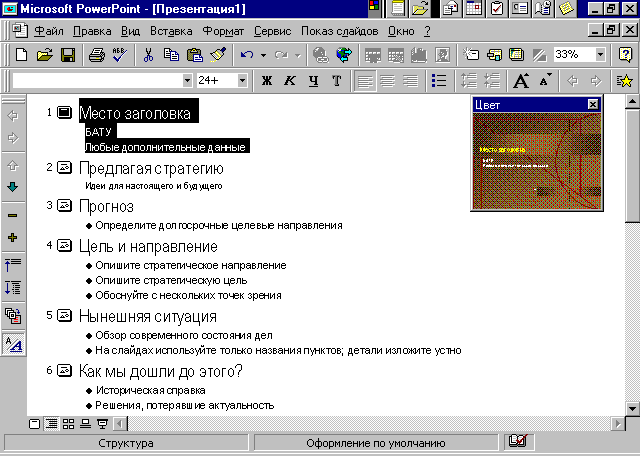 Microsoft PowerPoint - [Презентация1]
Файл Правка Вид Вставка Формат Сервис Показ слайдов Окно ?
33%
24+ Ж К Ч Т
Цвет
1 Место заголовка
БАТУ
Любые дополнительные данные
Место заголовка
БАТУ
2 Предлагая стратегию
Идеи для настоящего и будущего
3 Прогноз
Определите долгосрочные целевые направления
4 Цель и направление
Опишите стратегическое направление
Опишите стратегическую цель
Обоснуйте с нескольких точек зрения
5 Нынешняя ситуация
Обзор современного состояния дел
На слайдах используйте только названия пунктов; детали изложите устно
6 Как мы дошли до этого?
Историческая справка
Решения, потерявшие актуальность
Структура
Оформление по умолчанию